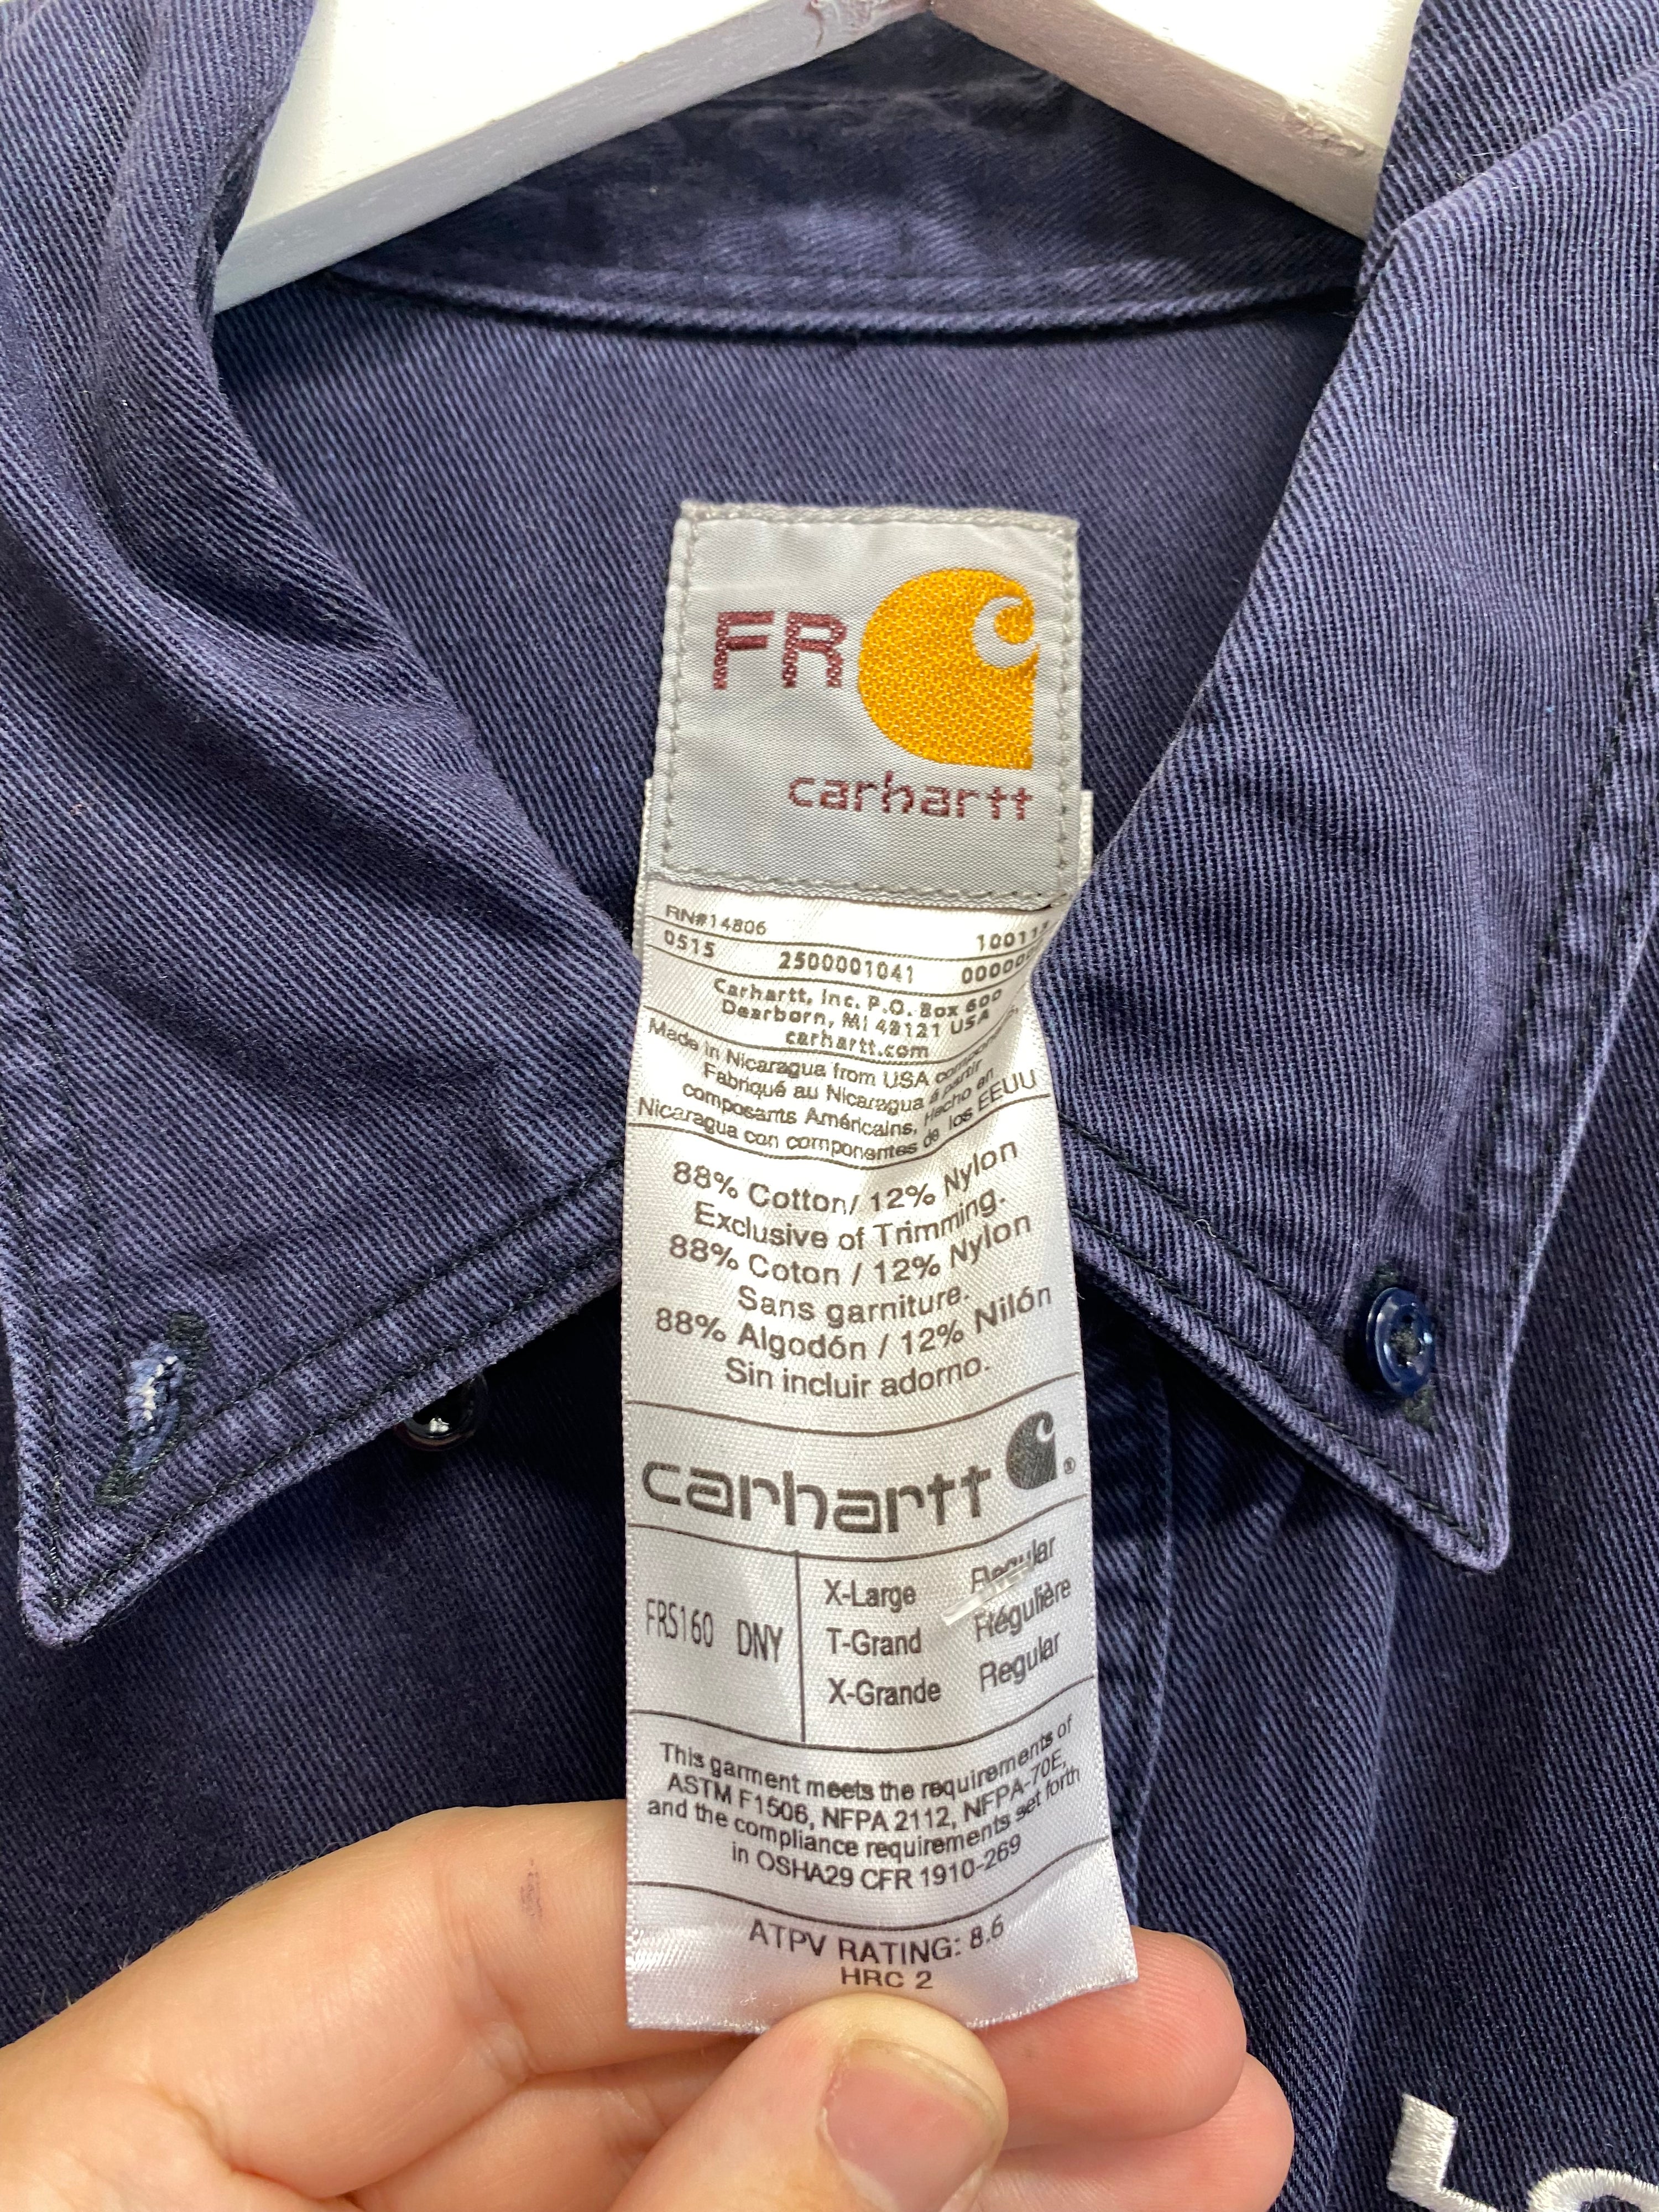 FR
carhartt
RN#14806
0515 2500001041
Carhartt, Inc. P.O. Box 600
Dearborn, MI 48121 USA
carhartt.com
Made in Nicaragua from USA components,
Fabriqué au Nicaragua à partir
composants Américains, Hecho en
Nicaragua con componentes de los EEUU
88% Cotton/ 12% Nylon
Exclusive of Trimming.
88% Coton / 12% Nylon
Sans garniture.
88% Algodón / 12% Nilón
Sin incluir adorno.
carhartt ®
FRS160 DNY
X-Large Regular
T-Grand Régulière
X-Grande Regular
This garment meets the requirements of
ASTM F1506, NFPA 2112, NFPA-70E,
and the compliance requirements set forth
in OSHA29 CFR 1910-269
ATPV RATING: 8.6
HRC 2